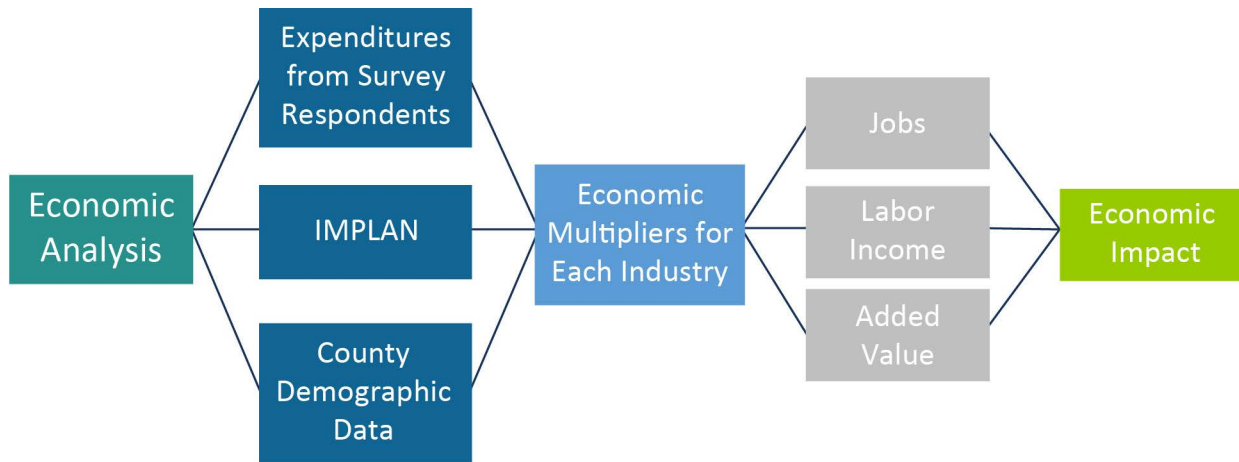 Economic
Analysis
Expenditures
from Survey
Respondents
IMPLAN
County
Demographic
Data
Economic
Multipliers for
Each Industry
Jobs
Labor
Income
Added
Value
Economic
Impact